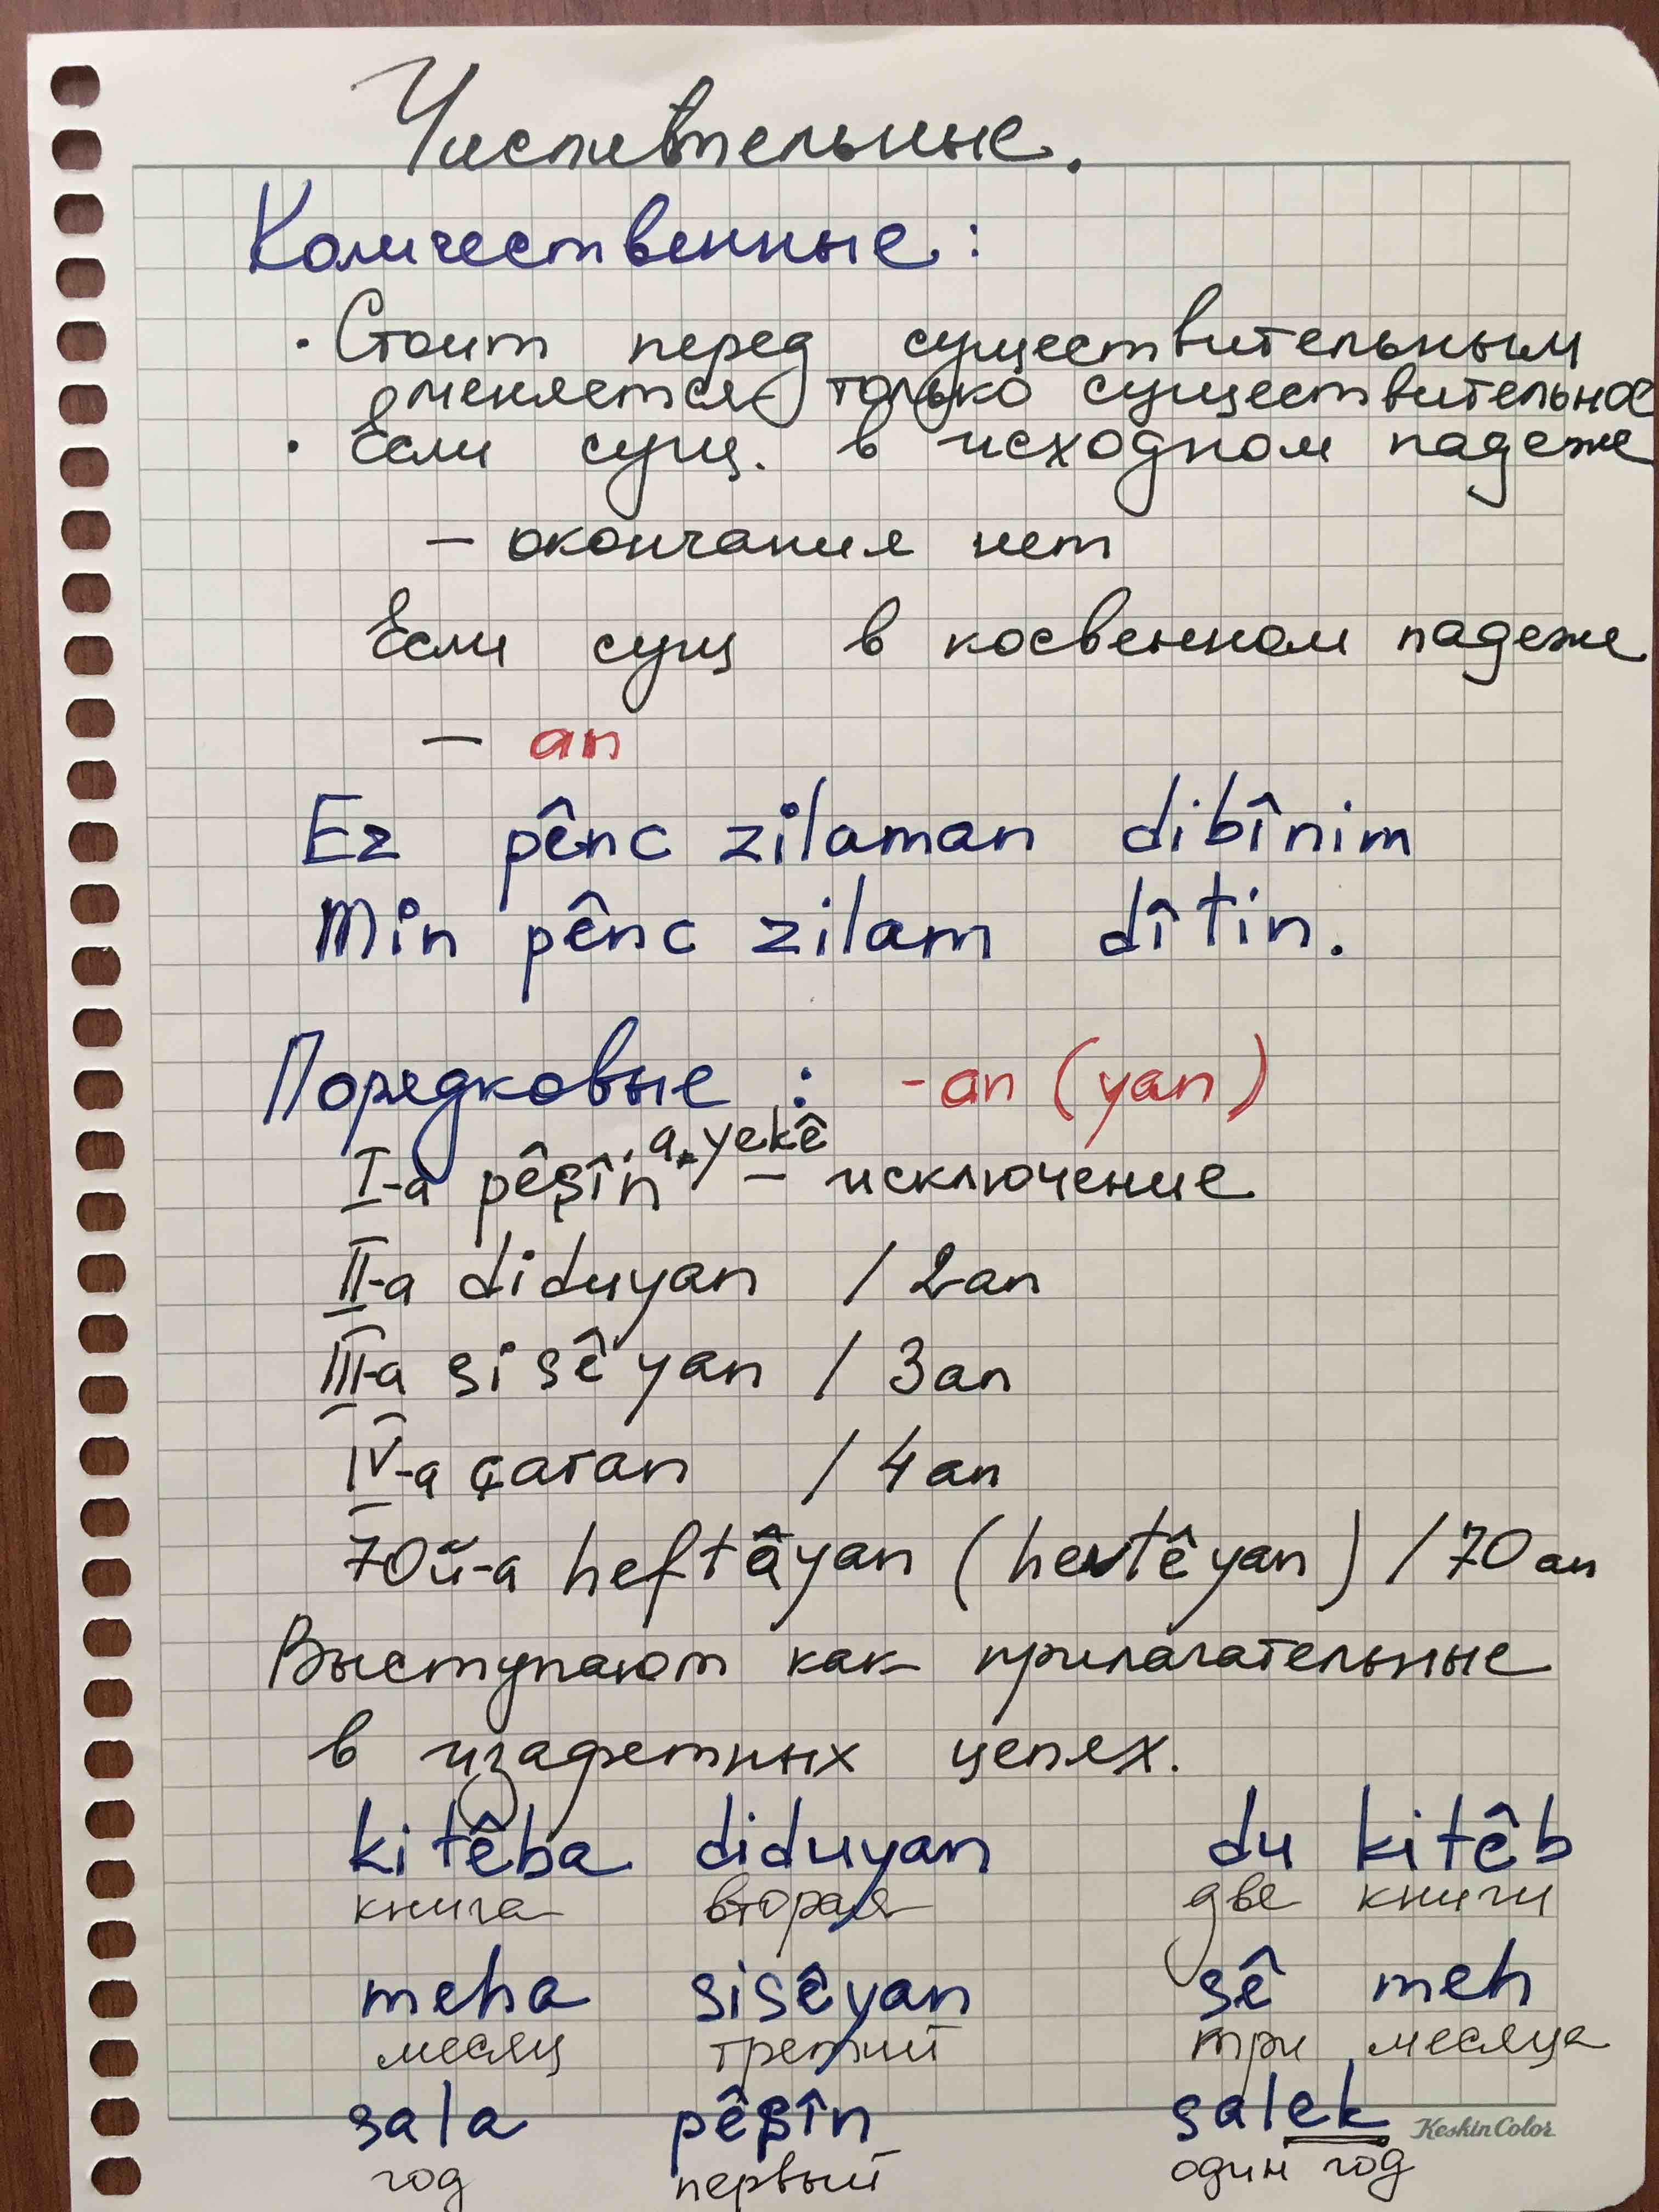 Числительные.
Количественные:
· Стоит перед существительным
меняется только существительное
· Если сущ. в исходном падеже
– окончания нет
Если сущ в косвенном падеже
– an
Ez pênc zilaman dibînim
Min pênc zilam dîtin.
Порядковые : -an (yan)
I-a pêşîn, a yekê – исключение
II-a diduyan / 2an
III-a sisêyan / 3an
IV-a çaran / 4an
70й-a heftêyan (hevtêyan) / 70an
Выступают как прилагательные
в изафетных цепях.
kitêba diduyan du kitêb
книга вторая две книги
meha sisêyan sê meh
месяц третий три месяца
sala pêşîn salek
KeskinColor
год первый один год